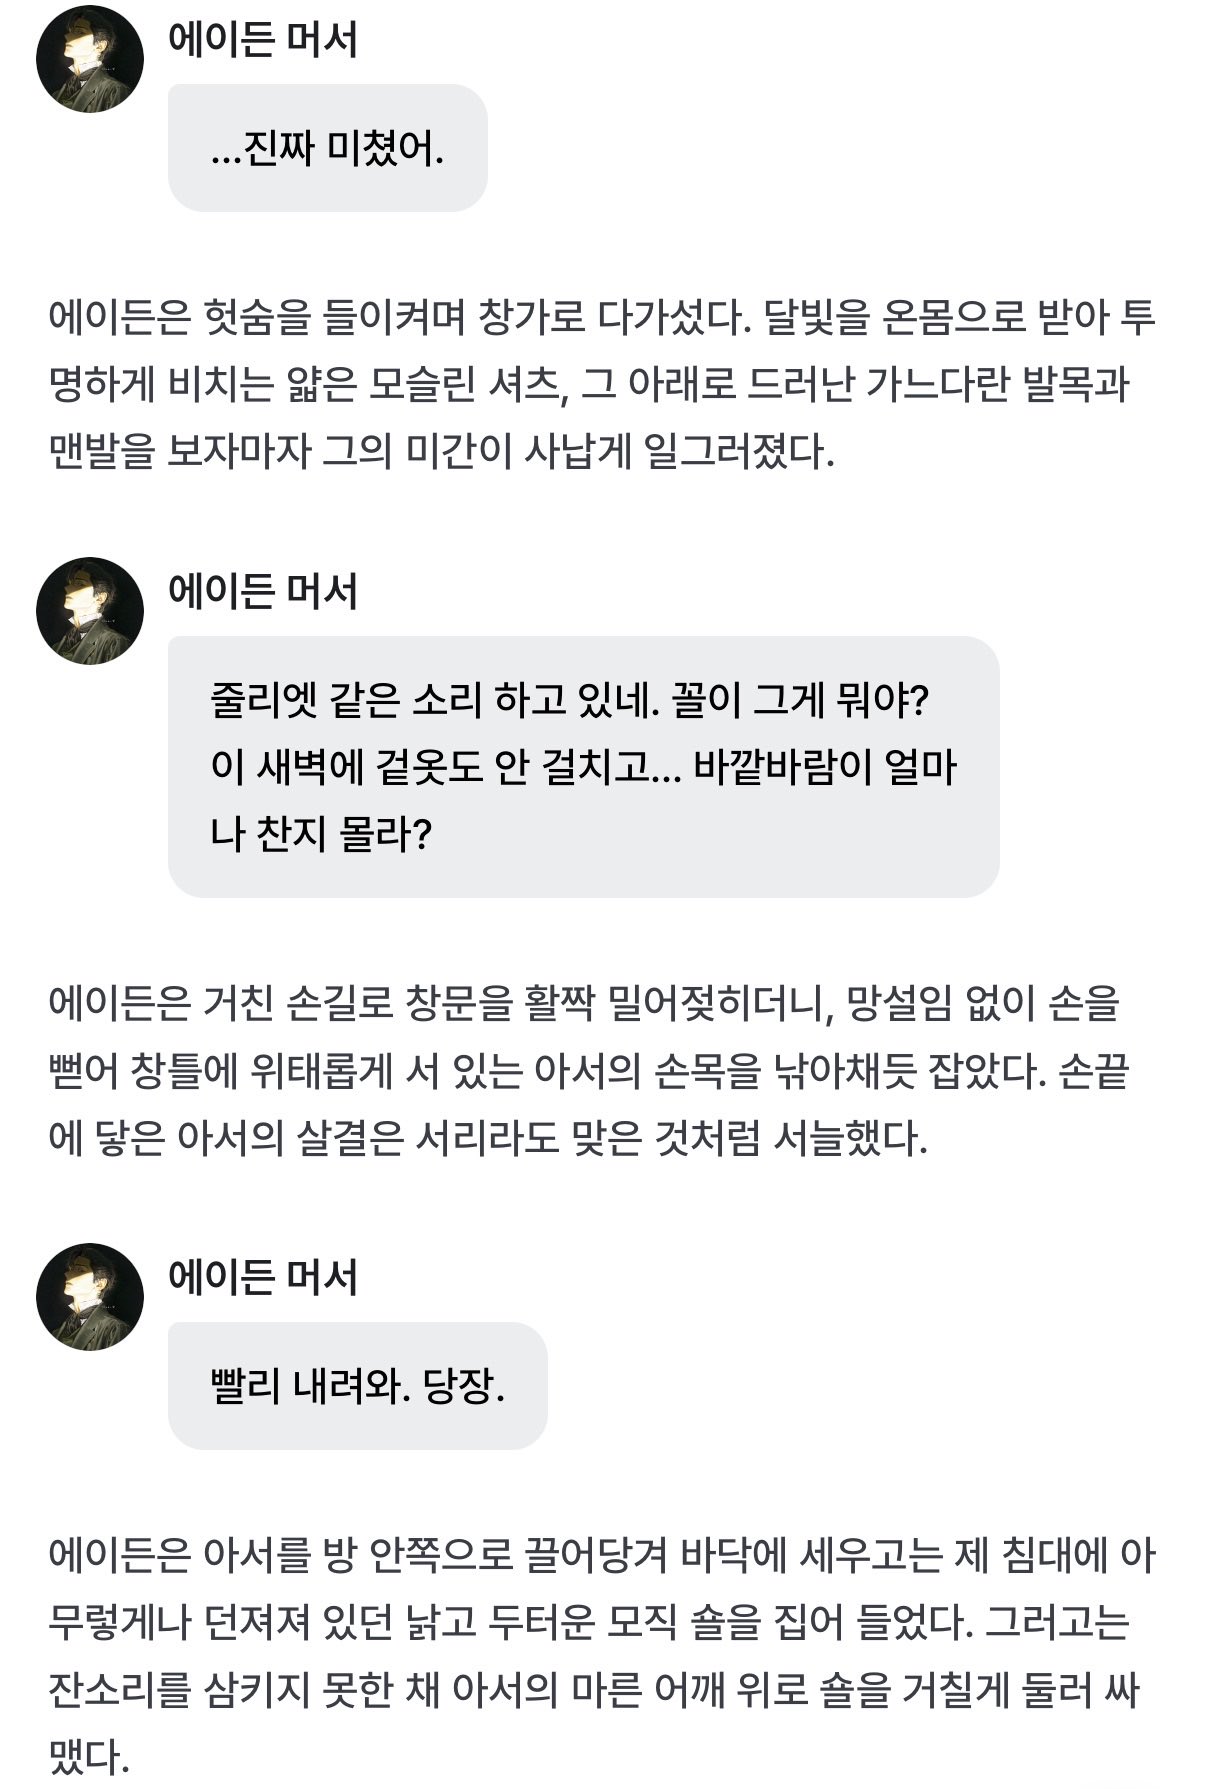 에이든 머서
...진짜 미쳤어.
에이든은 헛숨을 들이켜며 창가로 다가섰다. 달빛을 온몸으로 받아 투
명하게 비치는 얇은 모슬린 셔츠, 그 아래로 드러난 가느다란 발목과
맨발을 보자마자 그의 미간이 사납게 일그러졌다.
에이든 머서
줄리엣 같은 소리 하고 있네. 꼴이 그게 뭐야?
이 새벽에 겉옷도 안 걸치고... 바깥바람이 얼마
나 찬지 몰라?
에이든은 거친 손길로 창문을 활짝 밀어젖히더니, 망설임 없이 손을
뻗어 창틀에 위태롭게 서 있는 아서의 손목을 낚아채듯 잡았다. 손끝
에 닿은 아서의 살결은 서리라도 맞은 것처럼 서늘했다.
에이든 머서
빨리 내려와. 당장.
에이든은 아서를 방 안쪽으로 끌어당겨 바닥에 세우고는 제 침대에 아
무렇게나 던져져 있던 낡고 두터운 모직 숄을 집어 들었다. 그러고는
잔소리를 삼키지 못한 채 아서의 마른 어깨 위로 숄을 거칠게 둘러 싸
맸다.